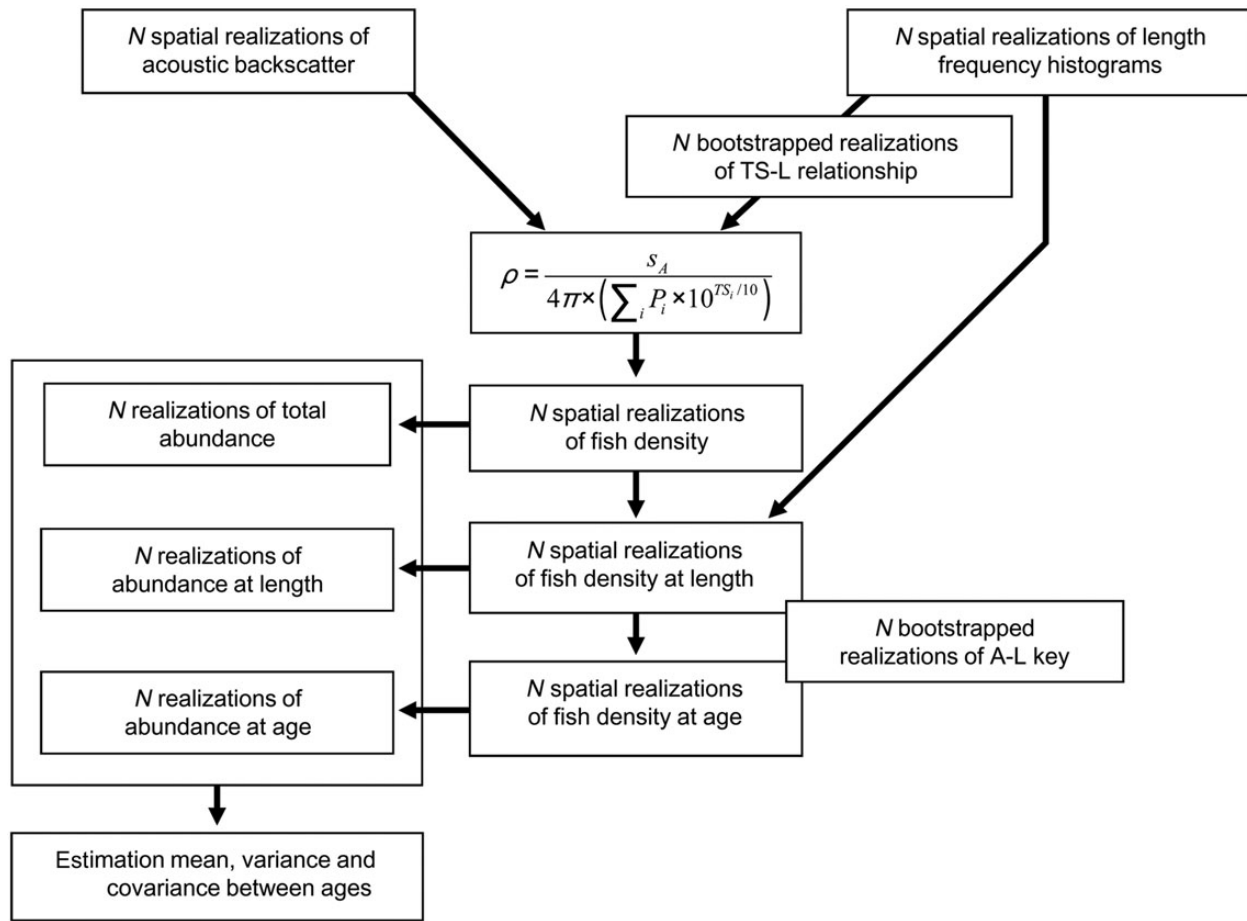 N spatial realizations of
acoustic backscatter
N spatial realizations of length
frequency histograms
N bootstrapped realizations
of TS-L relationship
ρ = s_A / 4π×(∑_i P_i ×10^{TS_i/10})
N realizations of total
abundance
N spatial realizations
of fish density
N realizations of
abundance at length
N spatial realizations
of fish density at length
N bootstrapped
realizations of A-L key
N realizations of
abundance at age
N spatial realizations
of fish density at age
Estimation mean, variance and
covariance between ages